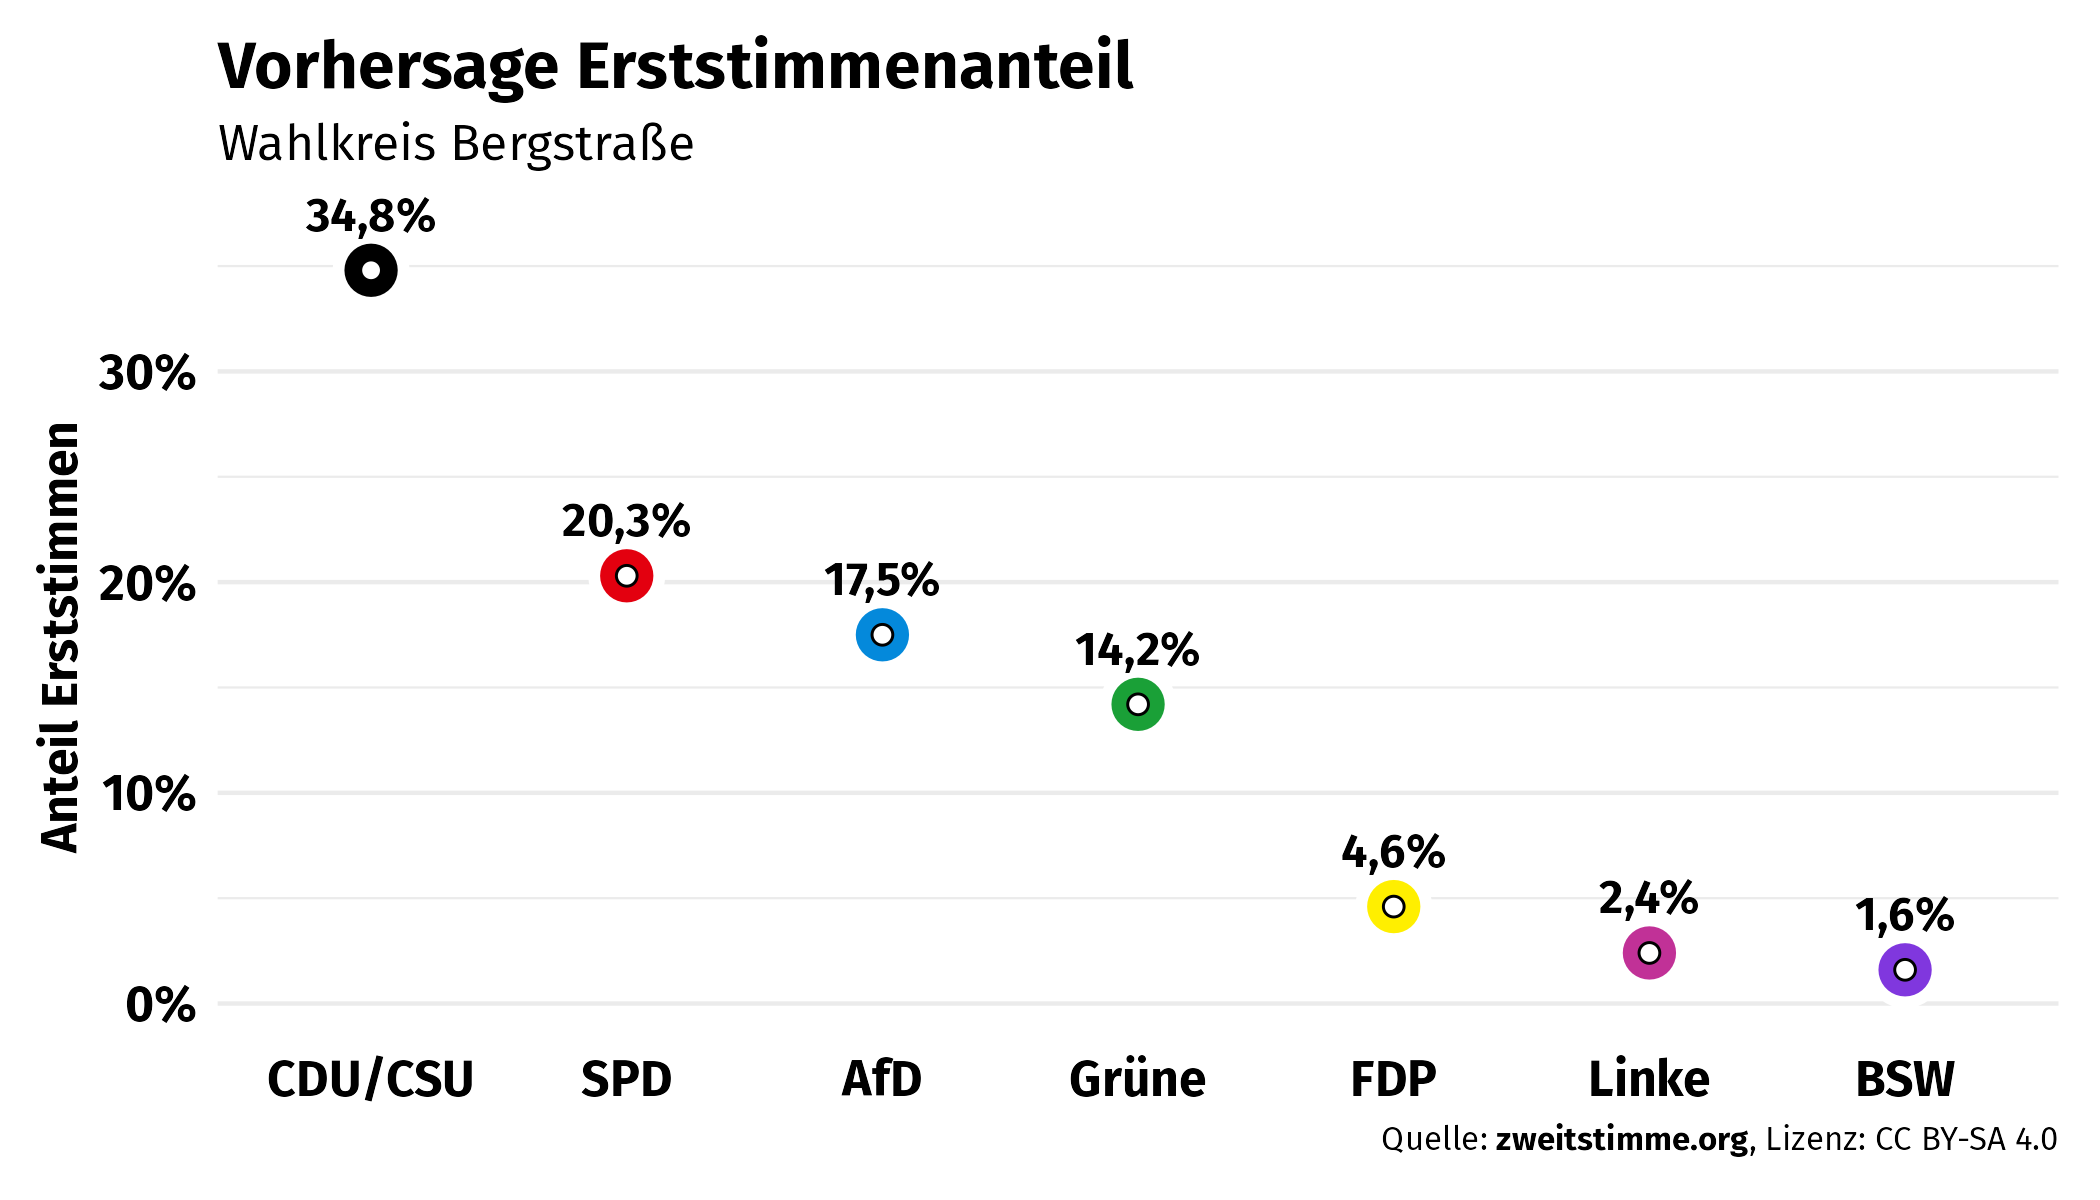 Vorhersage Erststimmenanteil
Wahlkreis Bergstraße
34,8%
30%
20,3%
20%
17,5%
14,2%
10%
4,6%
2,4%
1,6%
0%
Anteil Erststimmen
CDU/CSU SPD AfD Grüne FDP Linke BSW
Quelle: zweitstimme.org, Lizenz: CC BY-SA 4.0